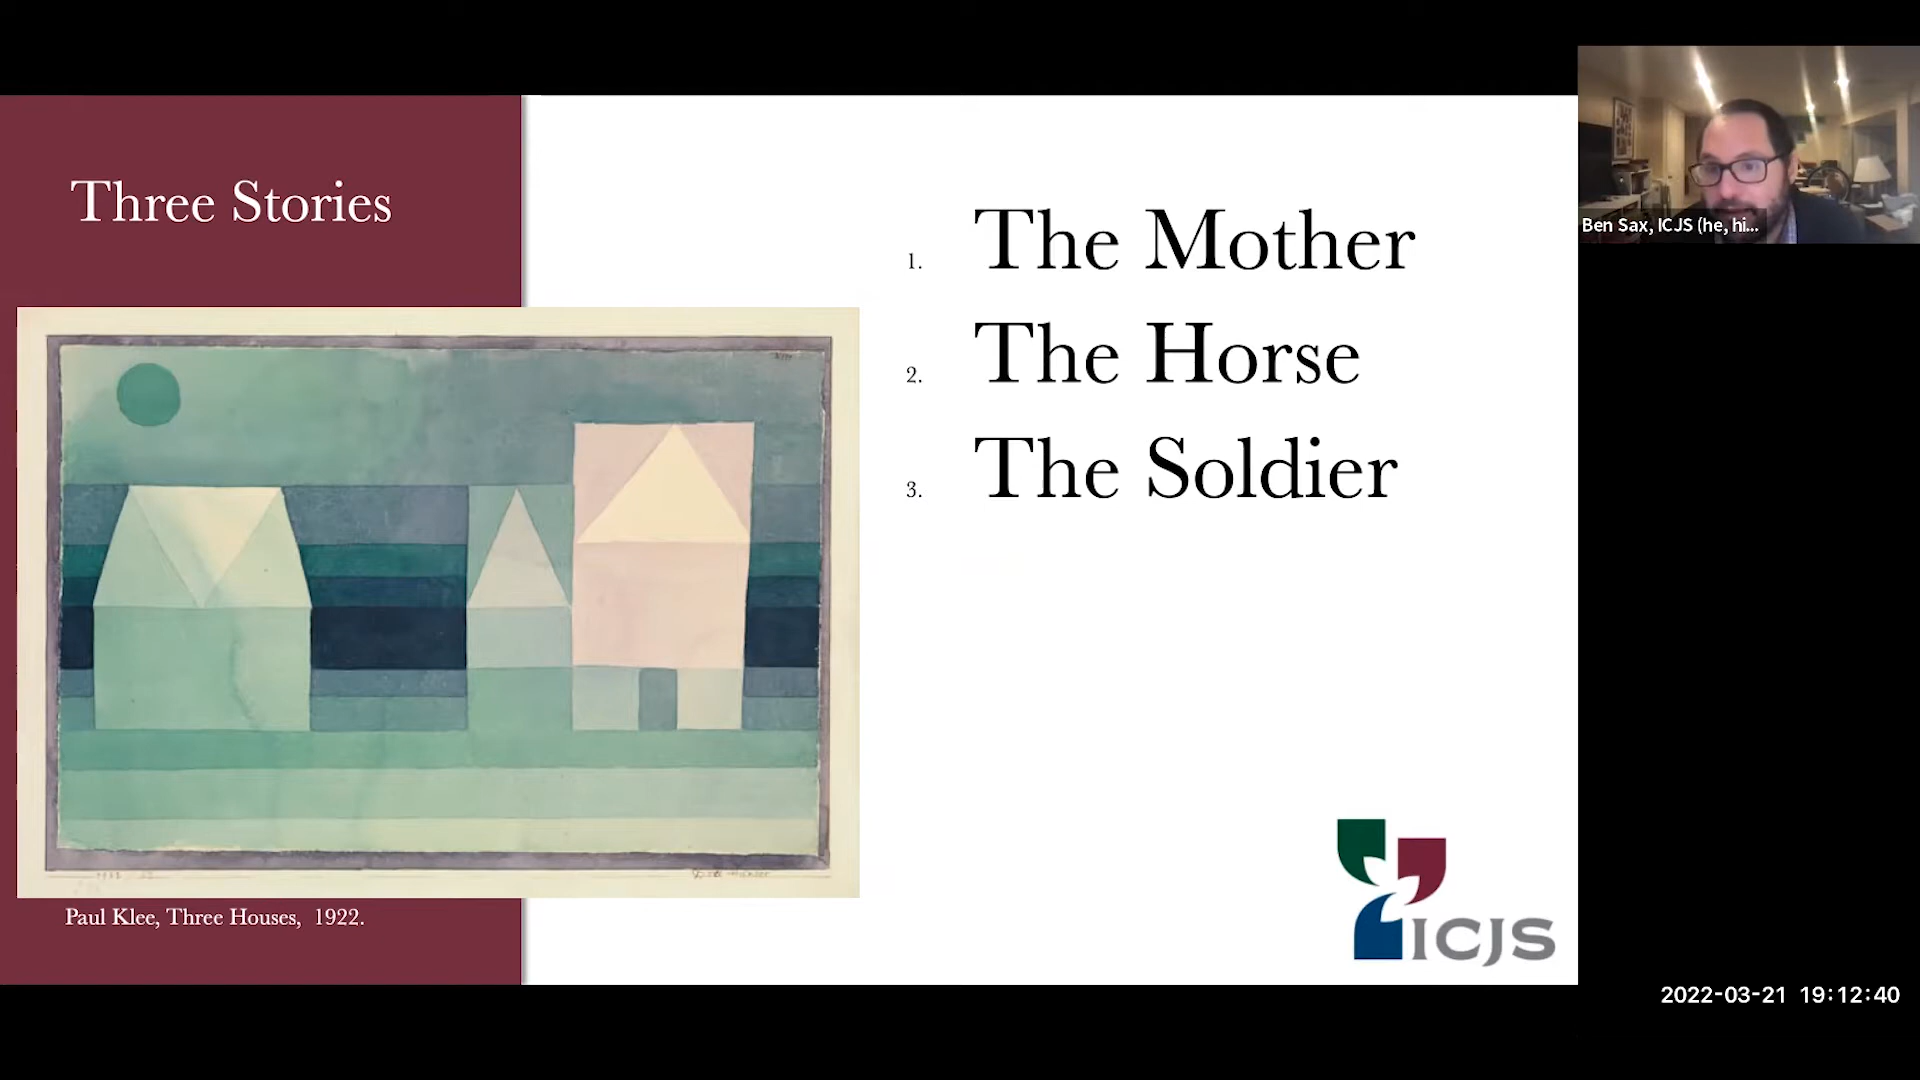 Three Stories
1. The Mother
2. The Horse
3. The Soldier
Paul Klee, Three Houses, 1922.
ICJS
Ben Sax, ICJS (he, hi...
2022-03-21 19:12:40